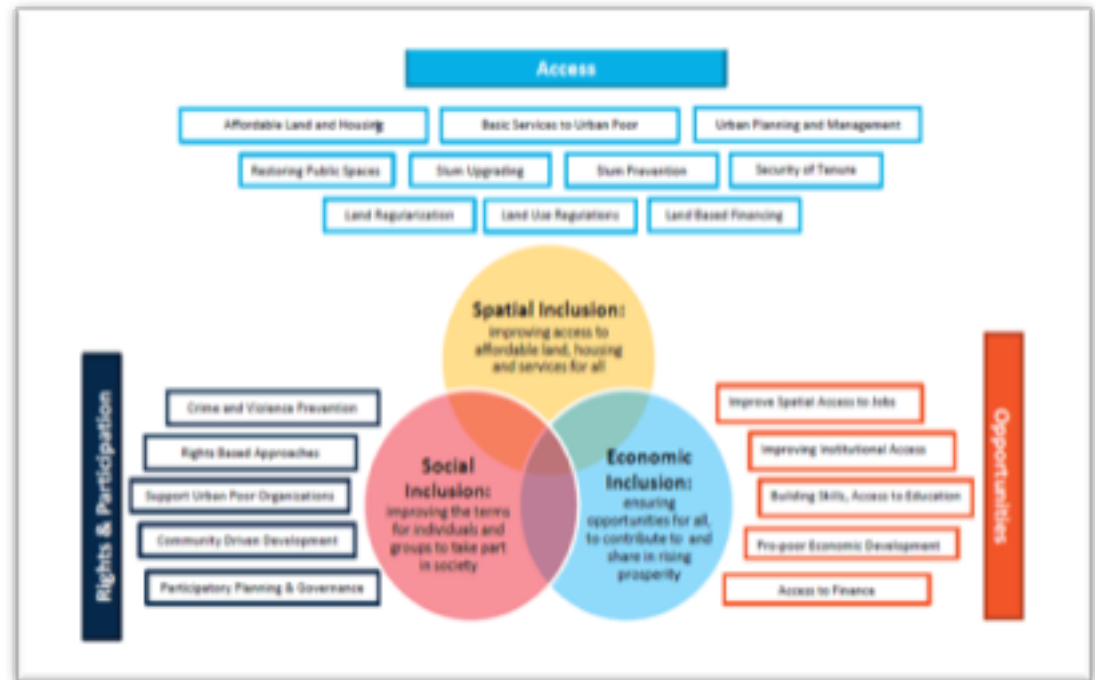 Access
Affordable Land and Housing
Basic Services to Urban Poor
Urban Planning and Management
Restoring Public Spaces
Slum Upgrading
Slum Prevention
Security of Tenure
Land Regularization
Land Use Regulations
Land Based Financing
Spatial Inclusion:
improving access to
affordable land, housing
and services for all
Rights & Participation
Crime and Violence Prevention
Rights Based Approaches
Support Urban Poor Organizations
Community Driven Development
Participatory Planning & Governance
Social
Inclusion:
improving the terms
for individuals and
groups to take part
in society
Economic
Inclusion:
ensuring
opportunities for all,
to contribute to and
share in rising
prosperity
Improve Spatial Access to Jobs
Improving Institutional Access
Building Skills, Access to Education
Pro-poor Economic Development
Access to Finance
Opportunities